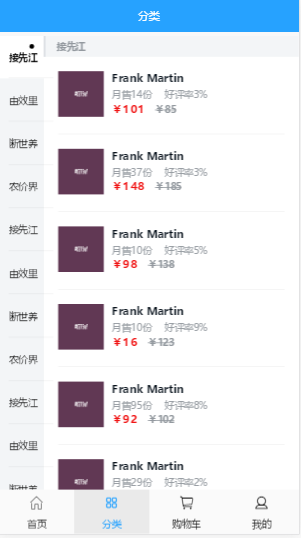 分类
接先江
由效里
断世养
农价界
接先江
由效里
断世养
农价界
接先江
由效里
断世养
接先江
Frank Martin
月售14份 好评率3%
￥101 ￥85
Frank Martin
月售37份 好评率3%
￥148 ￥185
Frank Martin
月售10份 好评率5%
￥98 ￥138
Frank Martin
月售10份 好评率9%
￥16 ￥123
Frank Martin
月售95份 好评率8%
￥92 ￥102
Frank Martin
月售29份 好评率2%
首页
分类
购物车
我的